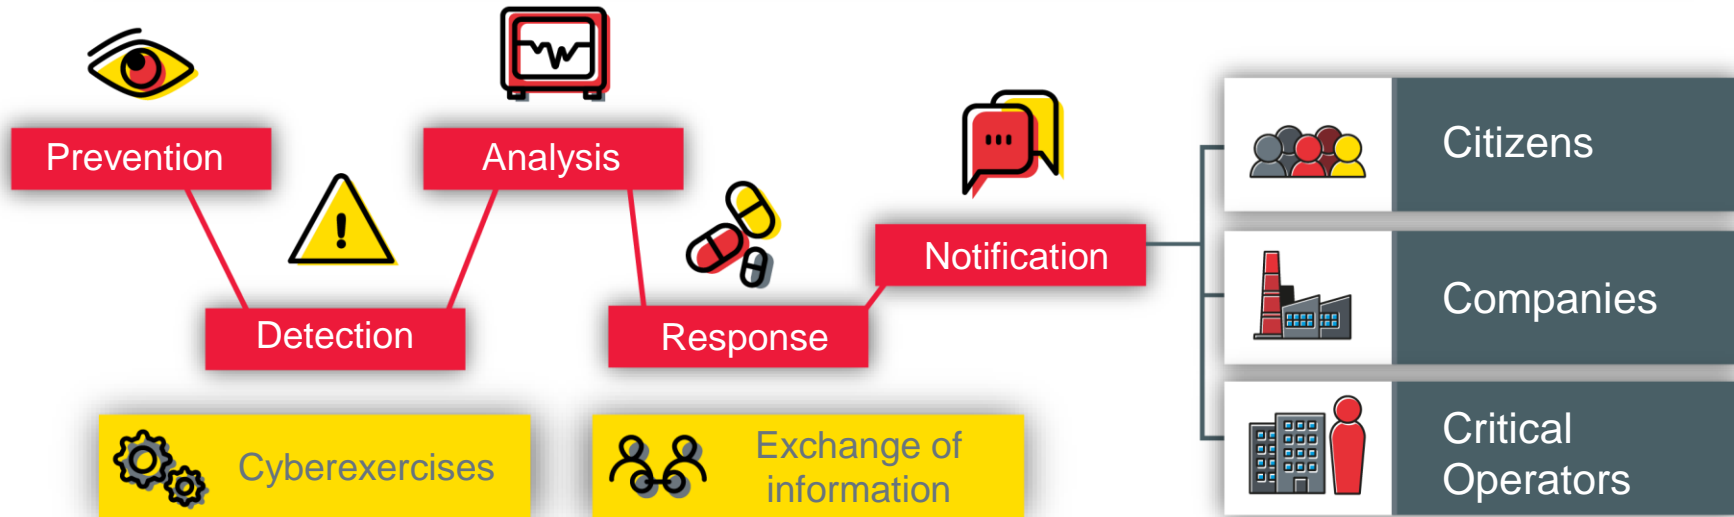 Prevention
Analysis
Detection
Response
Notification
Cyberexercises
Exchange of
information
Citizens
Companies
Critical
Operators